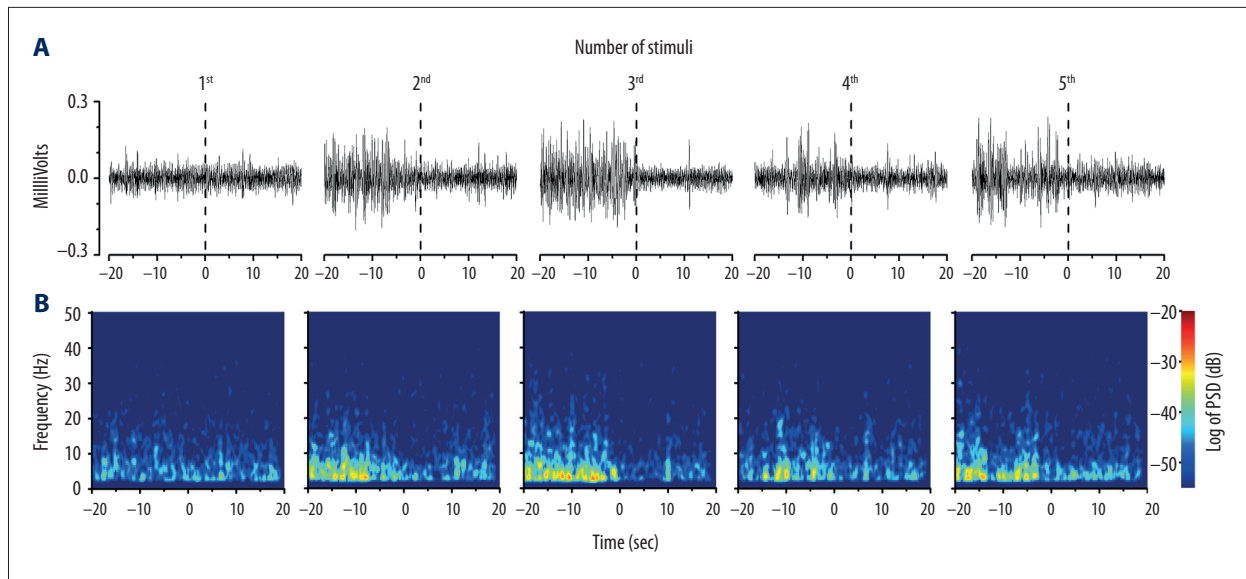 A
Number of stimuli
1st 2nd 3rd 4th 5th
MilliVolts
0.3
0.0
−0.3
−20 −10 0 10 20 −20 −10 0 10 20 −20 −10 0 10 20 −20 −10 0 10 20 −20 −10 0 10 20
B
Frequency (Hz)
50
40
30
20
10
0
−20 −10 0 10 20 −20 −10 0 10 20 −20 −10 0 10 20 −20 −10 0 10 20 −20 −10 0 10 20
Time (sec)
−20
−30
−40
−50
Log of PSD (dB)